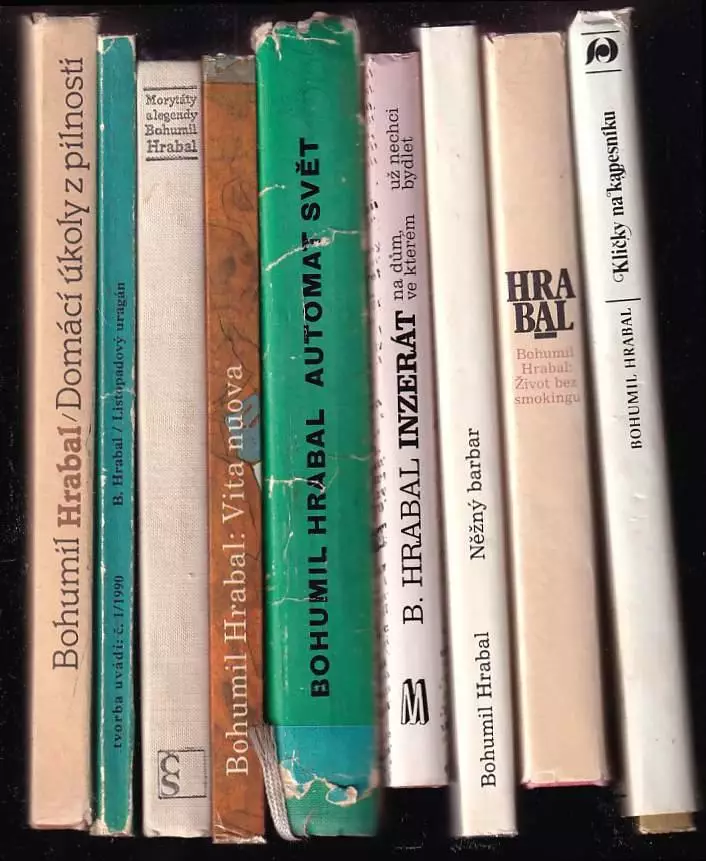 Bohumil Hrabal / Domácí úkoly z pilnosti
tvorba uvádí: č. 1/1990 B. Hrabal / Listopadový uragán
Morytáty
a legendy
Bohumil
Hrabal
Bohumil Hrabal: Vita nuova
BOHUMIL HRABAL AUTOMAT SVĚT
M
B. HRABAL INZERÁT
na dům,
ve kterém
už nechci
bydlet
Bohumil Hrabal Něžný barbar
HRA
BAL
Bohumil
Hrabal:
Život bez
smokingu
BOHUMIL HRABAL | Kličky na kapesníku